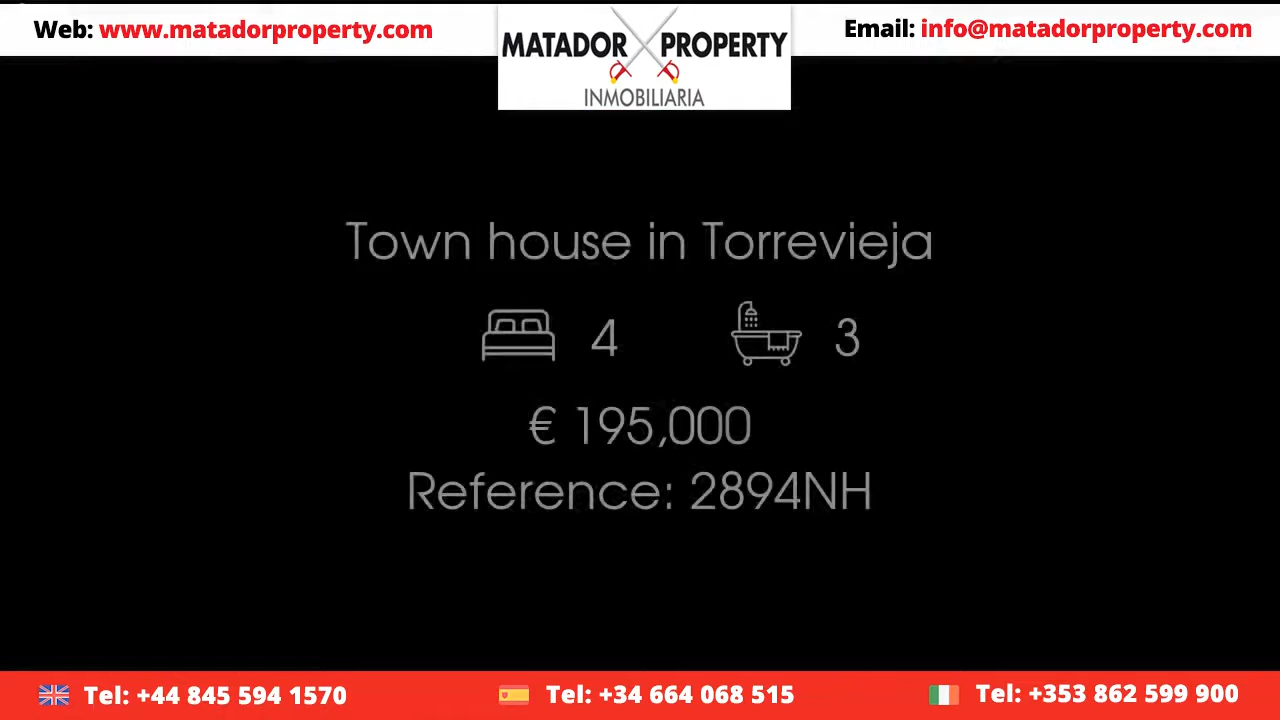 Web: www.matadorproperty.com
MATADOR PROPERTY
INMOBILIARIA
Email: info@matadorproperty.com
Town house in Torrevieja
4 3
€ 195,000
Reference: 2894NH
Tel: +44 845 594 1570
Tel: +34 664 068 515
Tel: +353 862 599 900